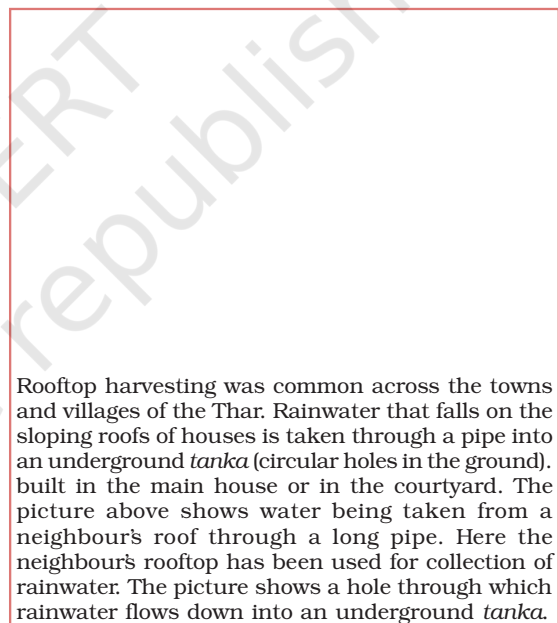 Rooftop harvesting was common across the towns
and villages of the Thar. Rainwater that falls on the
sloping roofs of houses is taken through a pipe into
an underground tanka (circular holes in the ground).
built in the main house or in the courtyard. The
picture above shows water being taken from a
neighbour's roof through a long pipe. Here the
neighbour's rooftop has been used for collection of
rainwater. The picture shows a hole through which
rainwater flows down into an underground tanka.